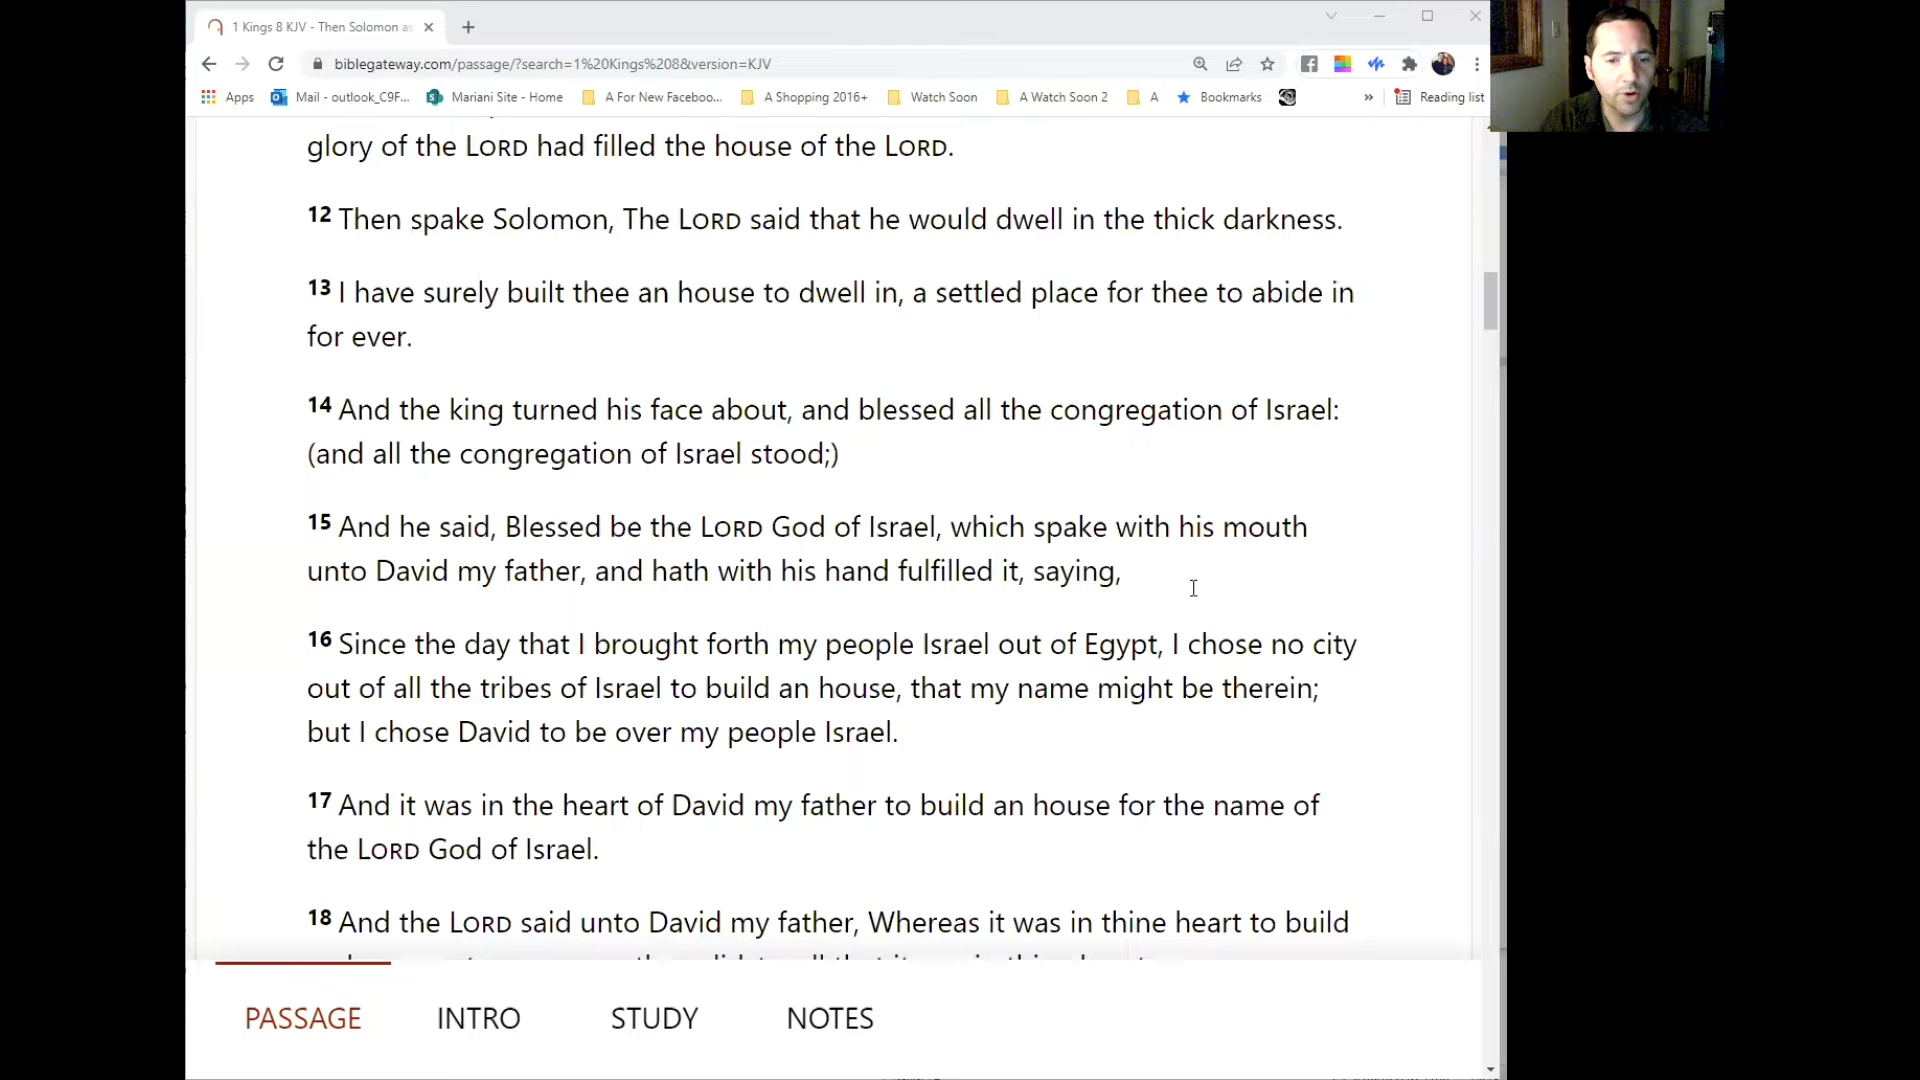 1 Kings 8 KJV - Then Solomon as
biblegateway.com/passage/?search=1%20Kings%208&version=KJV
Apps
Mail - outlook_C9F...
Mariani Site - Home
A For New Faceboo...
A Shopping 2016+
Watch Soon
A Watch Soon 2
A
Bookmarks
»
Reading list
glory of the LORD had filled the house of the LORD.
12 Then spake Solomon, The LORD said that he would dwell in the thick darkness.
13 I have surely built thee an house to dwell in, a settled place for thee to abide in
for ever.
14 And the king turned his face about, and blessed all the congregation of Israel:
(and all the congregation of Israel stood;)
15 And he said, Blessed be the LORD God of Israel, which spake with his mouth
unto David my father, and hath with his hand fulfilled it, saying,
16 Since the day that I brought forth my people Israel out of Egypt, I chose no city
out of all the tribes of Israel to build an house, that my name might be therein;
but I chose David to be over my people Israel.
17 And it was in the heart of David my father to build an house for the name of
the LORD God of Israel.
18 And the LORD said unto David my father, Whereas it was in thine heart to build
PASSAGE
INTRO
STUDY
NOTES